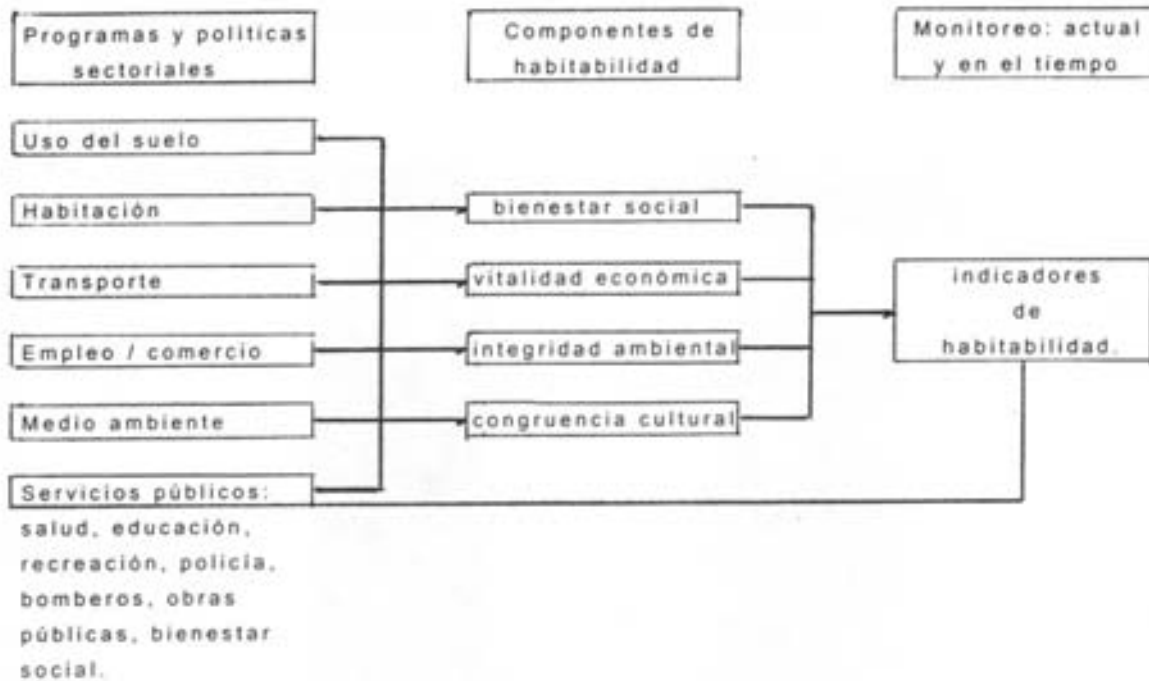 Programas y políticas
sectoriales
Componentes de
habitabilidad
Monitoreo: actual
y en el tiempo
Uso del suelo
Habitación
Transporte
Empleo / comercio
Medio ambiente
Servicios públicos:
salud, educación,
recreación, policía,
bomberos, obras
públicas, bienestar
social.
bienestar social
vitalidad económica
integridad ambiental
congruencia cultural
indicadores
de
habitabilidad.